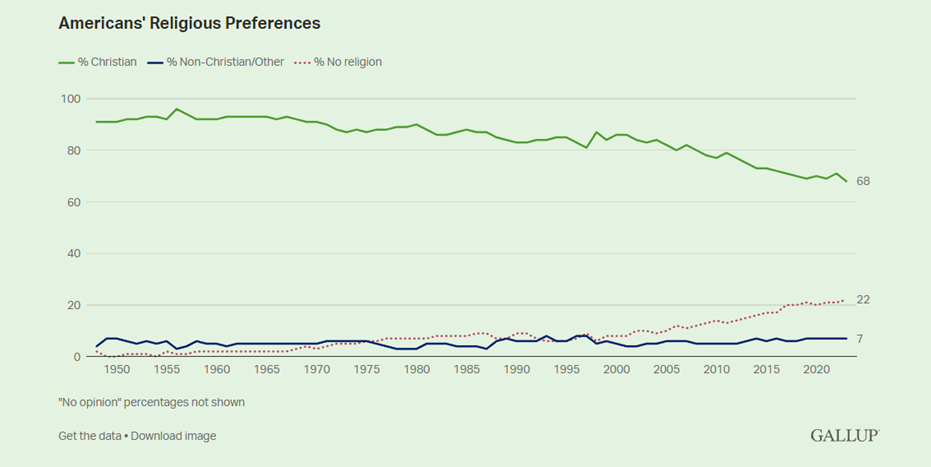 Americans' Religious Preferences
% Christian % Non-Christian/Other % No religion
100
80
68
60
40
22
20
7
0
1950 1955 1960 1965 1970 1975 1980 1985 1990 1995 2000 2005 2010 2015 2020
"No opinion" percentages not shown
Get the data • Download image
GALLUP